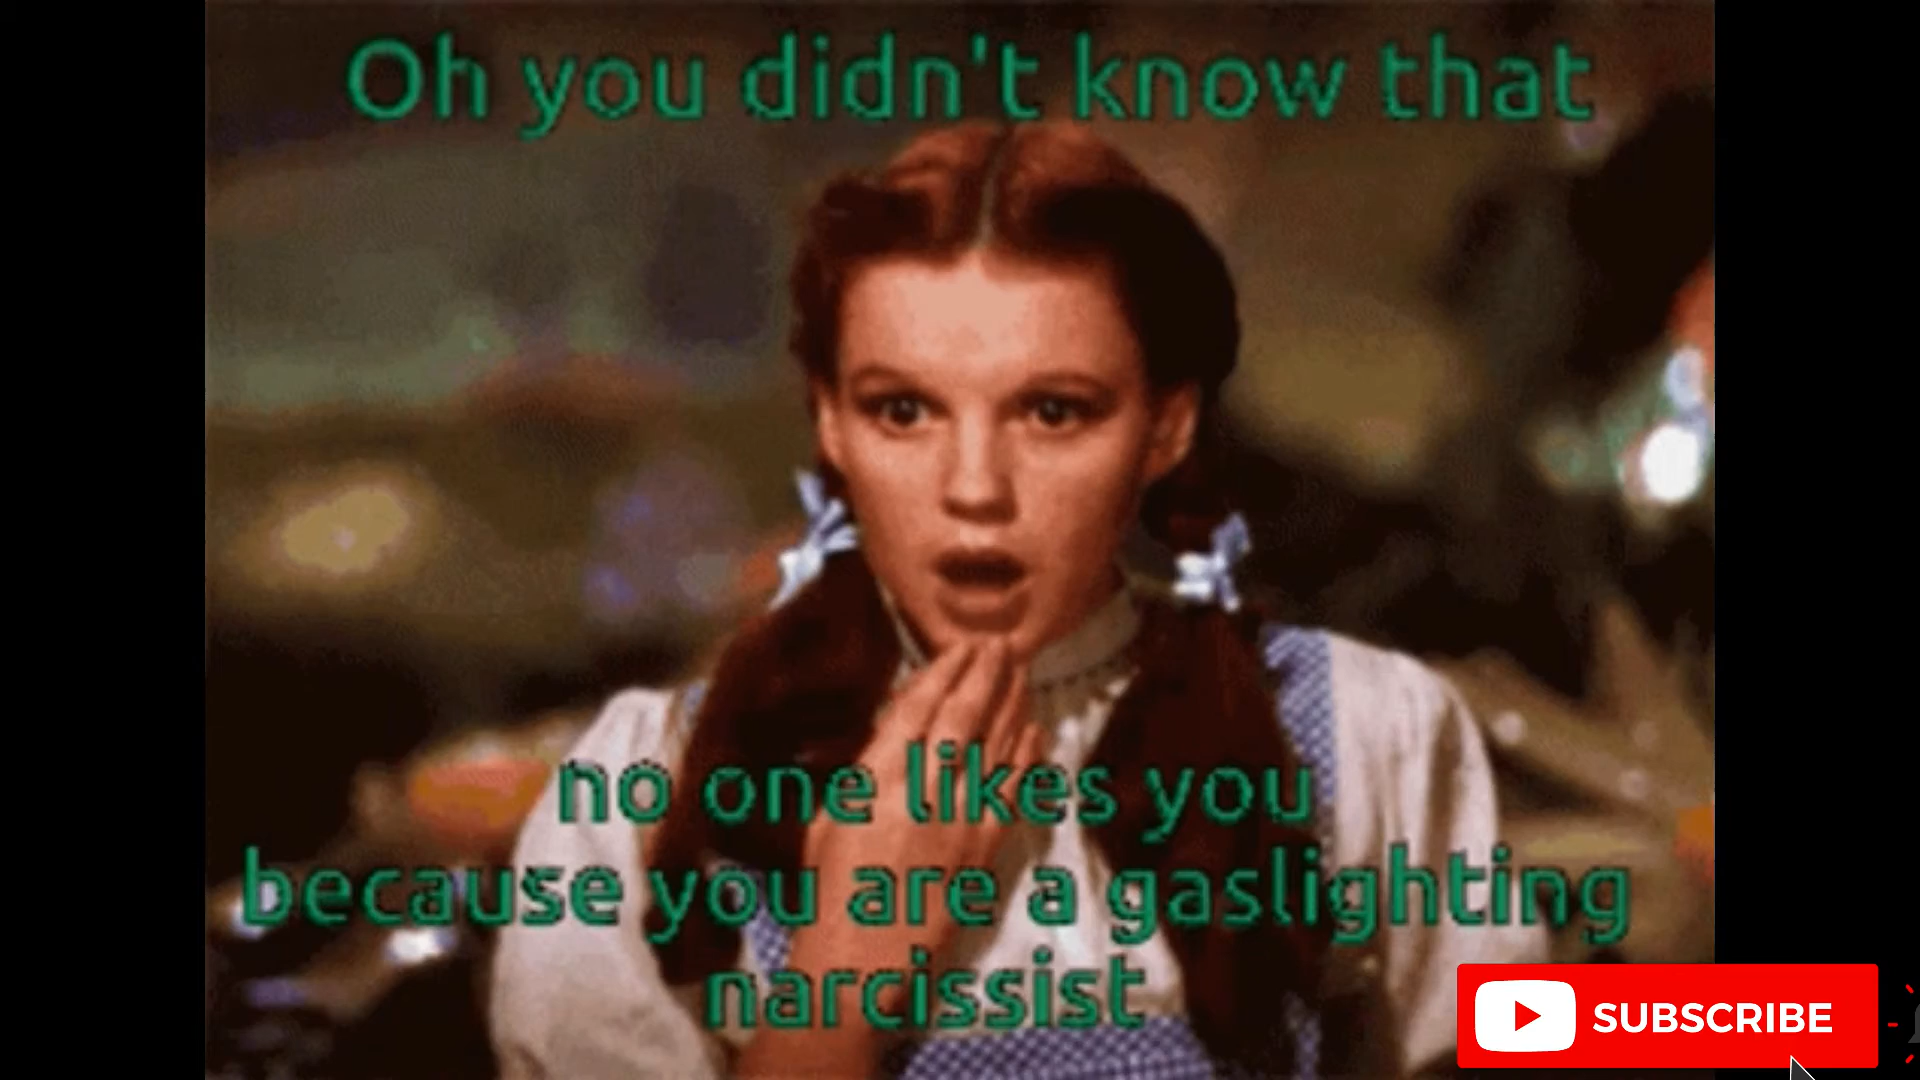 Oh you didn't know that
no one likes you
because you are a gaslighting
narcissist
SUBSCRIBE